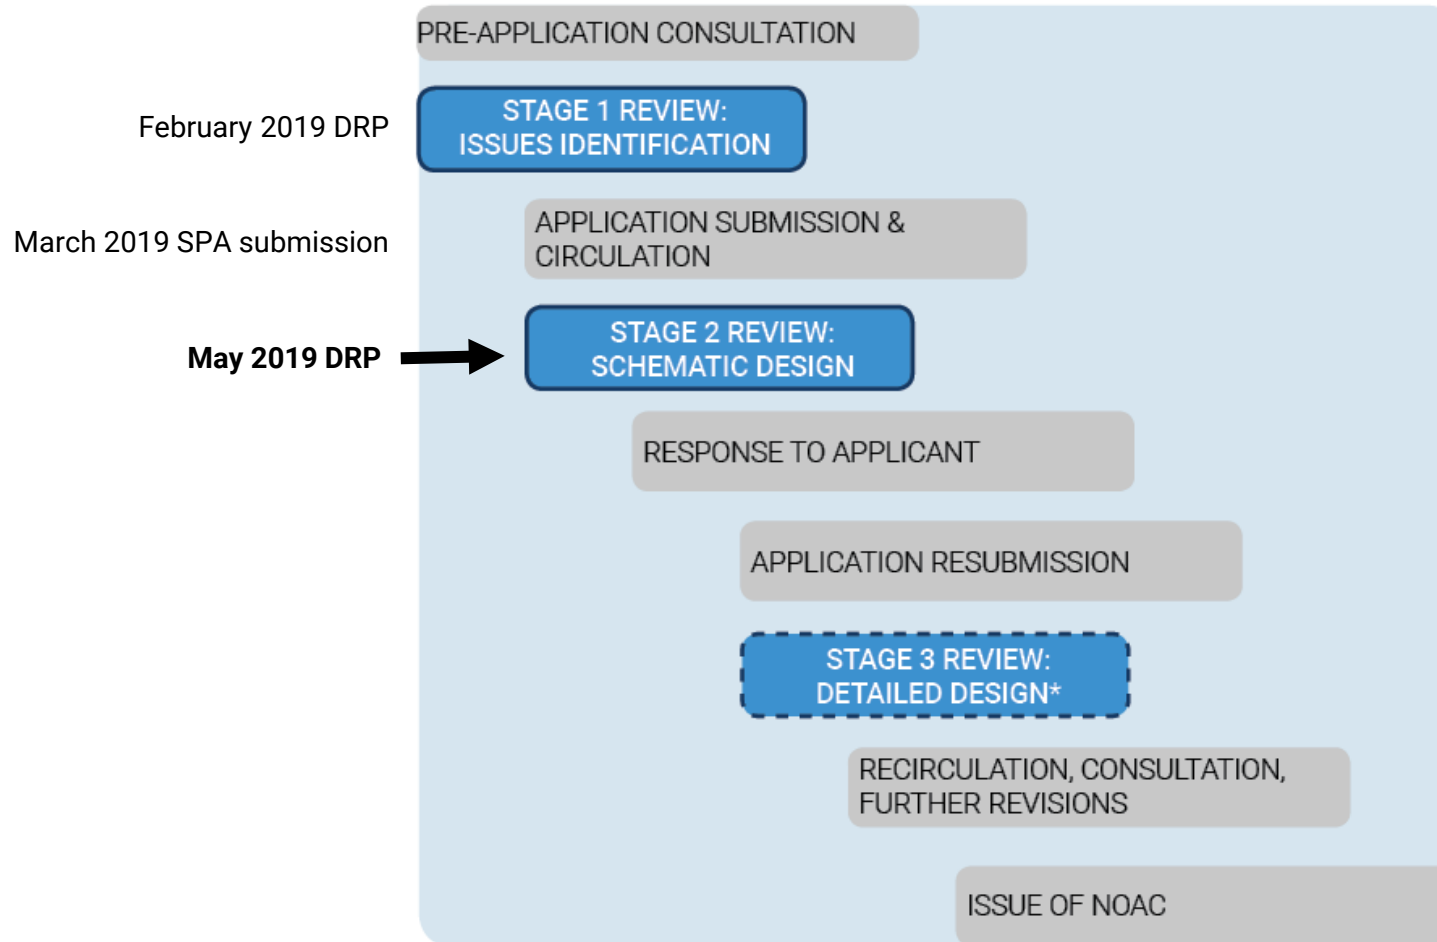 PRE-APPLICATION CONSULTATION
February 2019 DRP
STAGE 1 REVIEW:
ISSUES IDENTIFICATION
March 2019 SPA submission
APPLICATION SUBMISSION &
CIRCULATION
May 2019 DRP
STAGE 2 REVIEW:
SCHEMATIC DESIGN
RESPONSE TO APPLICANT
APPLICATION RESUBMISSION
STAGE 3 REVIEW:
DETAILED DESIGN*
RECIRCULATION, CONSULTATION,
FURTHER REVISIONS
ISSUE OF NOAC